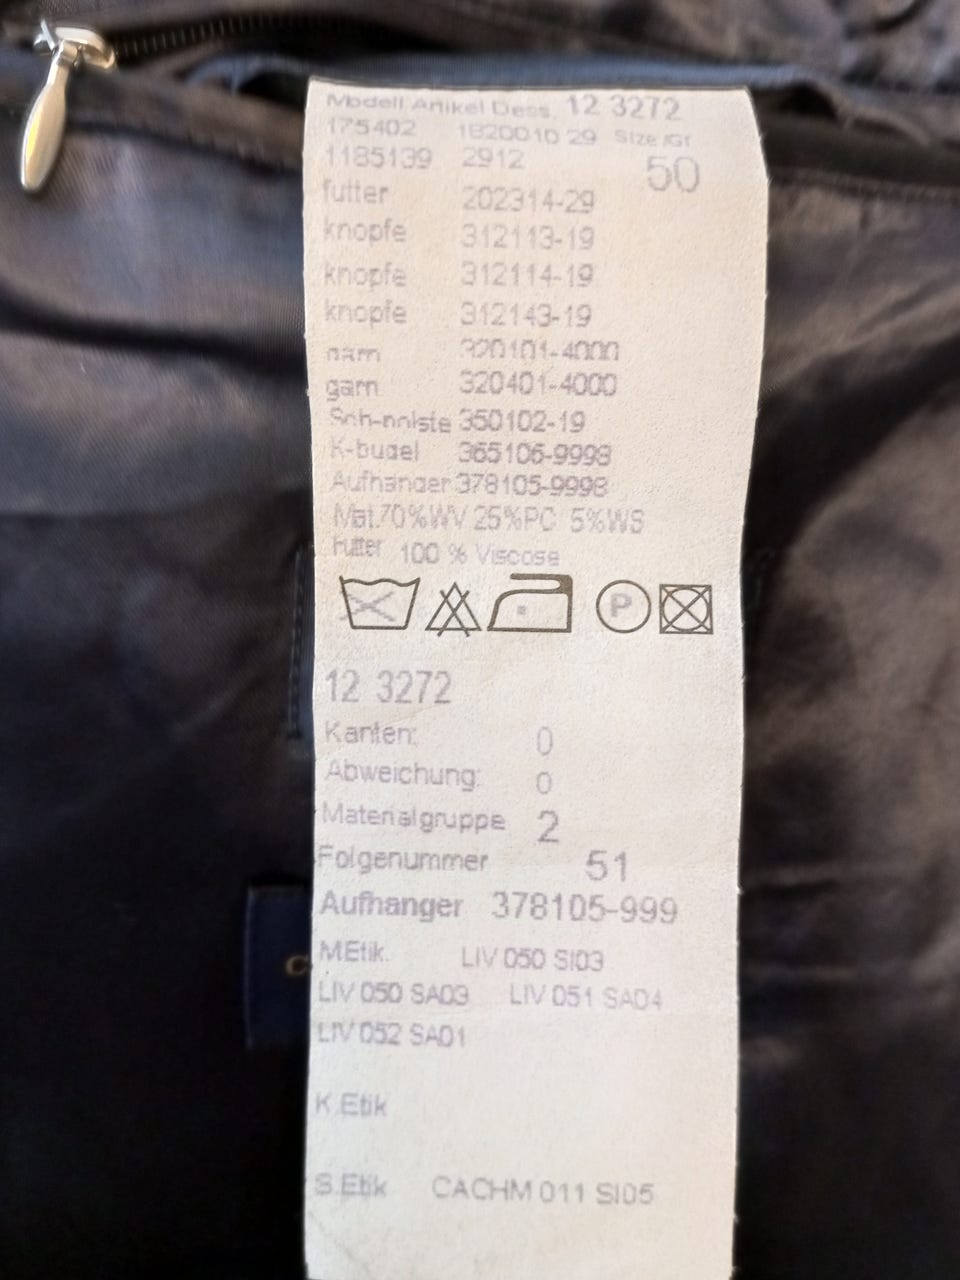 Modell Artikel Dess. 12 3272
175402 1820010 29 Size/Gr
1185139 2912 50
futter 202314-29
knopfe 312113-19
knopfe 312114-19
knopfe 312143-19
garn 320101-4000
garn 320401-4000
350102-19
K-bugel 365106-9998
Aufhanger 378105-9998
Mat.70%WV 25%PC 5%WS
Futter 100 % Viscose
P
12 3272
Kanten: 0
Abweichung: 0
Materialgruppe 2
Folgenummer 51
Aufhanger 378105-999
MEtik. LIV 050 SI03
LIV 050 SA03 LIV 051 SA04
LIV 052 SA01
K.Etik
S.Etik CACHM 011 SI05